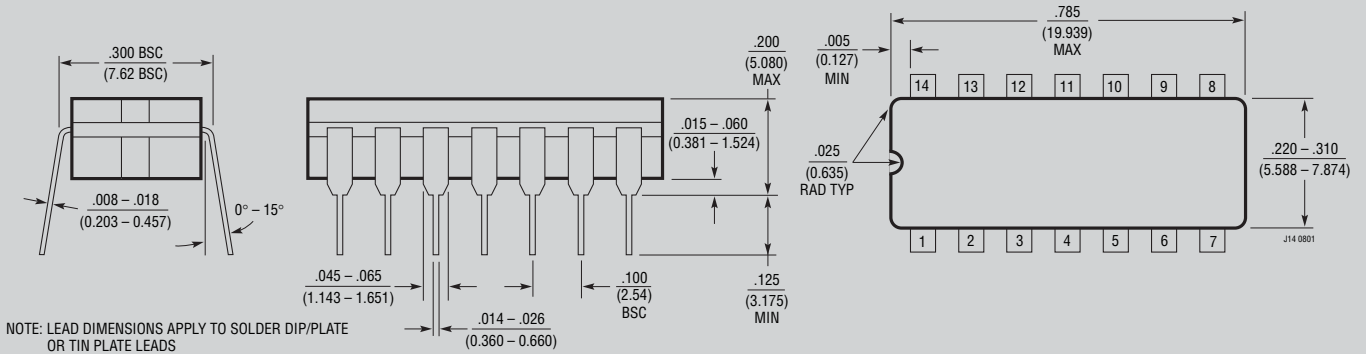 .300 BSC
(7.62 BSC)
.008 – .018
(0.203 – 0.457)
0° – 15°
.200
(5.080)
MAX
.015 – .060
(0.381 – 1.524)
.045 – .065
(1.143 – 1.651)
.014 – .026
(0.360 – 0.660)
.100
(2.54)
BSC
.125
(3.175)
MIN
.785
(19.939)
MAX
.005
(0.127)
MIN
14 13 12 11 10 9 8
.025
(0.635)
RAD TYP
.220 – .310
(5.588 – 7.874)
1 2 3 4 5 6 7
J14 0801
NOTE: LEAD DIMENSIONS APPLY TO SOLDER DIP/PLATE
OR TIN PLATE LEADS